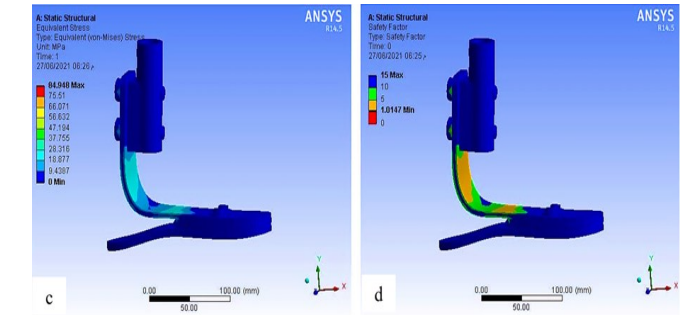 A: Static Structural
Equivalent Stress
Type: Equivalent (von-Mises) Stress
Unit: MPa
Time: 1
27/06/2021 06:26 م
84.948 Max
75.51
66.071
56.632
47.194
37.755
28.316
18.877
9.4387
0 Min
ANSYS
R14.5
0.00
100.00 (mm)
50.00
Y
X
c
A: Static Structural
Safety Factor
Type: Safety Factor
Time: 0
27/06/2021 06:25 م
15 Max
10
5
1.0147 Min
0
ANSYS
R14.5
0.00
100.00 (mm)
50.00
Y
X
d